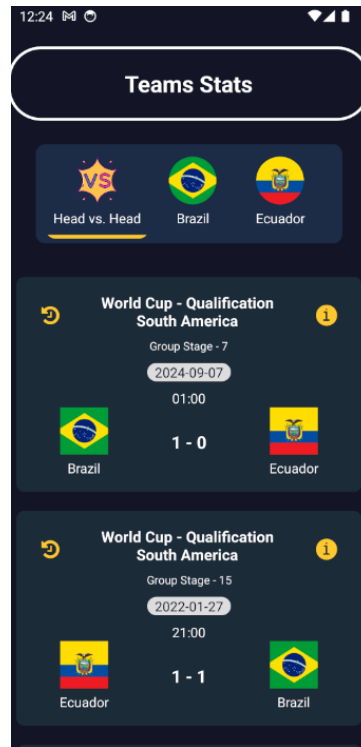 12:24
Teams Stats
VS
Head vs. Head
Brazil
Ecuador
World Cup - Qualification
South America
i
Group Stage - 7
2024-09-07
01:00
1 - 0
Brazil
Ecuador
World Cup - Qualification
South America
i
Group Stage - 15
2022-01-27
21:00
1 - 1
Ecuador
Brazil